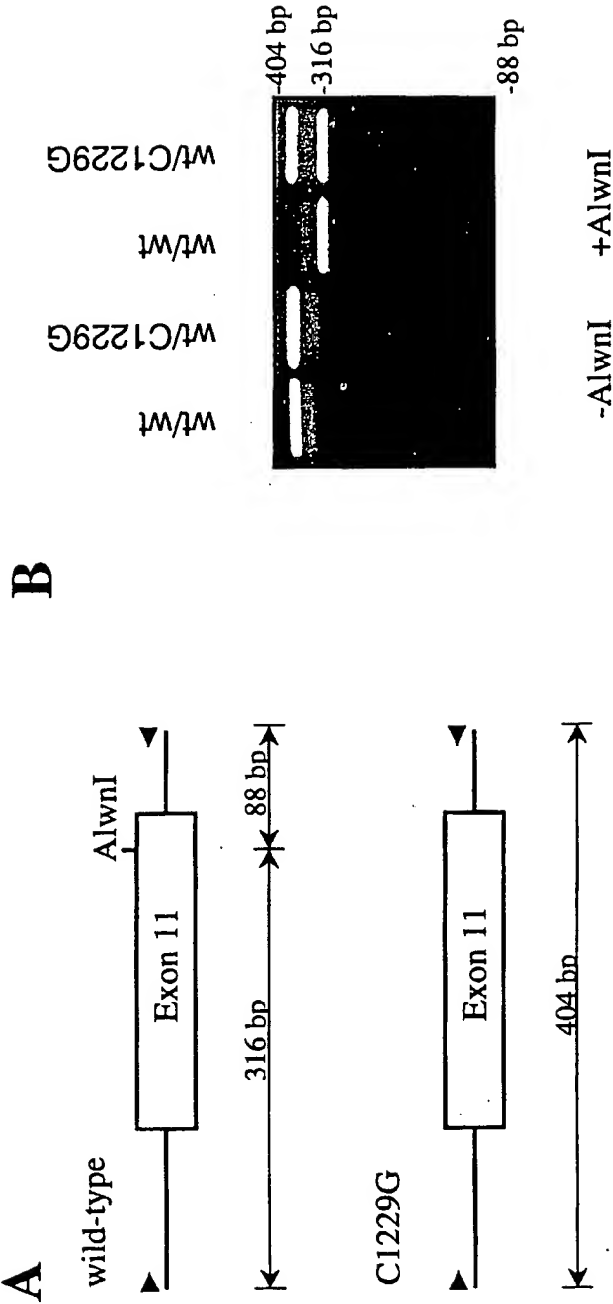 A
wild-type
AlwnI
Exon 11
316 bp
88 bp
C1229G
Exon 11
404 bp
B
wt/wt
wt/C1229G
wt/wt
wt/C1229G
-404 bp
-316 bp
-88 bp
-AlwnI
+AlwnI